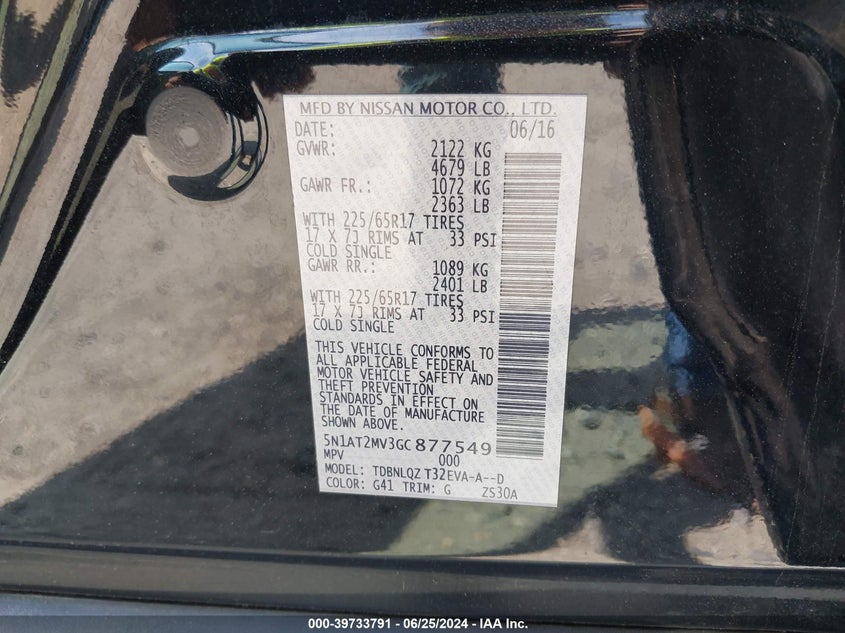 MFD BY NISSAN MOTOR CO., LTD.
DATE: 06/16
GVWR: 2122 KG
4679 LB
GAWR FR.: 1072 KG
2363 LB
WITH 225/65R17 TIRES
17 X 7J RIMS AT 33 PSI
COLD SINGLE
GAWR RR.: 1089 KG
2401 LB
WITH 225/65R17 TIRES
17 X 7J RIMS AT 33 PSI
COLD SINGLE
THIS VEHICLE CONFORMS TO
ALL APPLICABLE FEDERAL
MOTOR VEHICLE SAFETY AND
THEFT PREVENTION
STANDARDS IN EFFECT ON
THE DATE OF MANUFACTURE
SHOWN ABOVE.
5N1AT2MV3GC877549
MPV 000
MODEL: TDBNLQZ T32EVA-A--D
COLOR: G41 TRIM: G ZS30A
000-39733791 - 06/25/2024 - IAA Inc.